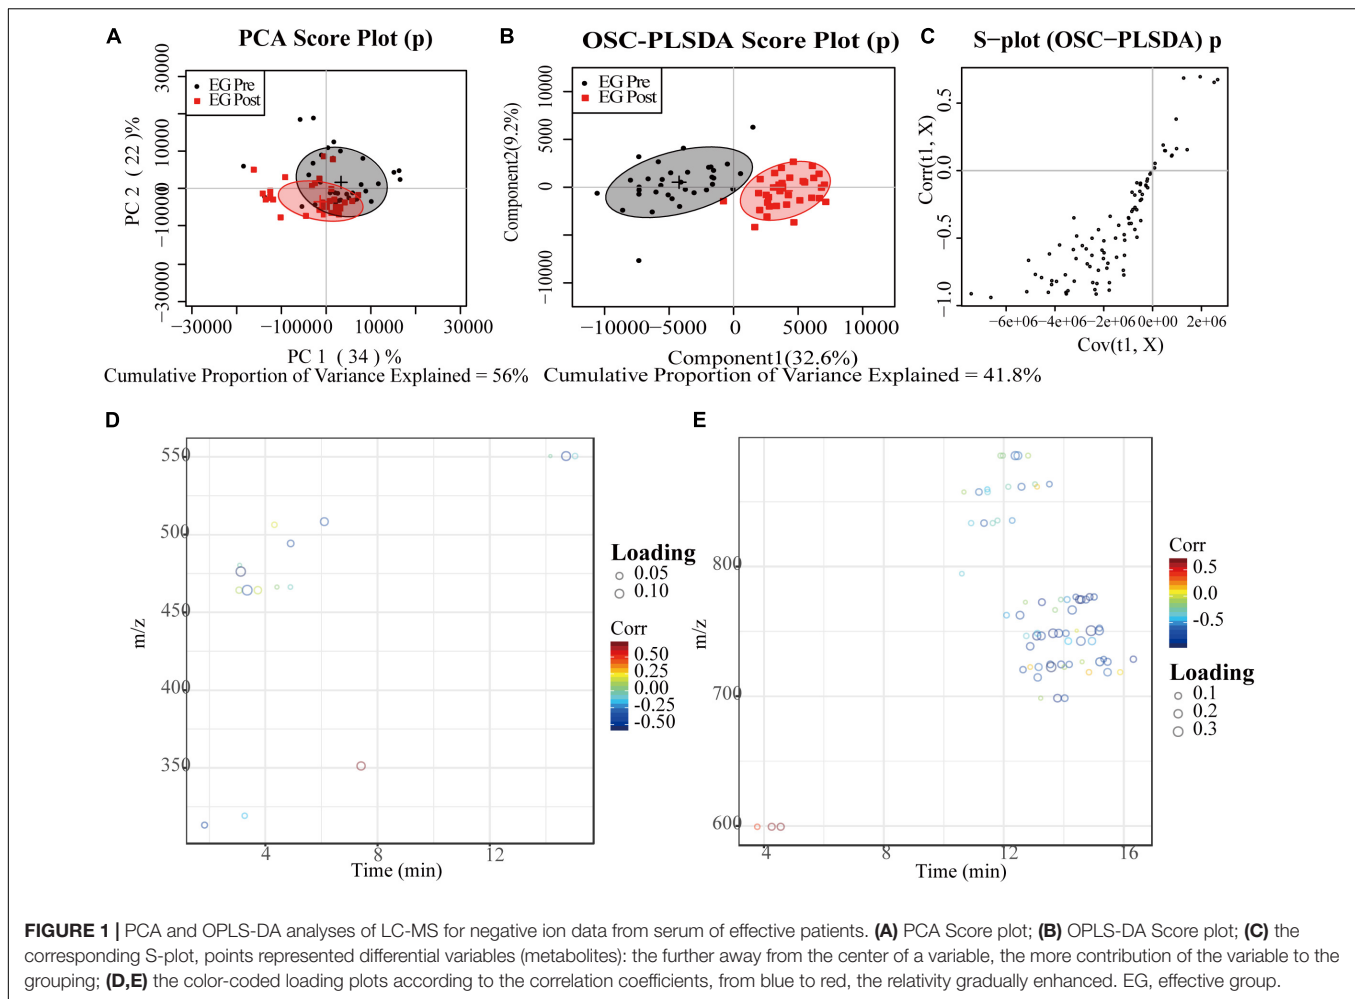 A
PCA Score Plot (p)
EG Pre
EG Post
PC 2 ( 22 )%
30000
10000
0
−10000
−30000
−30000
−100000
0
10000
30000
PC 1 ( 34 ) %
Cumulative Proportion of Variance Explained = 56%
B
OSC-PLSDA Score Plot (p)
EG Pre
EG Post
Component2(9.2%)
10000
5000
0
−10000
−10000
−5000
0
5000
10000
Component1(32.6%)
Cumulative Proportion of Variance Explained = 41.8%
C
S−plot (OSC−PLSDA) p
Corr(t1, X)
0.5
0.0
−0.5
−1.0
−6e+06
−4e+06
−2e+06
0e+00
2e+06
Cov(t1, X)
D
m/z
550
500
450
400
350
4
8
12
Time (min)
Loading
0.05
0.10
Corr
0.50
0.25
0.00
-0.25
-0.50
E
m/z
800
700
600
4
8
12
16
Time (min)
Corr
0.5
0.0
-0.5
Loading
0.1
0.2
0.3
FIGURE 1 | PCA and OPLS-DA analyses of LC-MS for negative ion data from serum of effective patients. (A) PCA Score plot; (B) OPLS-DA Score plot; (C) the
corresponding S-plot, points represented differential variables (metabolites): the further away from the center of a variable, the more contribution of the variable to the
grouping; (D,E) the color-coded loading plots according to the correlation coefficients, from blue to red, the relativity gradually enhanced. EG, effective group.